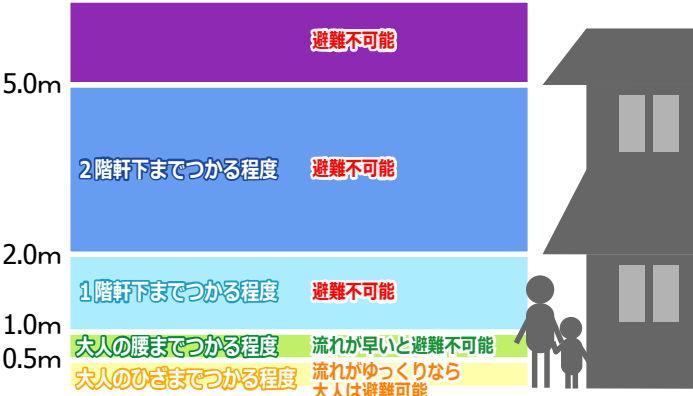 避難不可能
5.0m
2階軒下までつかる程度 避難不可能
2.0m
1階軒下までつかる程度 避難不可能
1.0m
大人の腰までつかる程度 流れが早いと避難不可能
0.5m
大人のひざまでつかる程度 流れがゆっくりなら
大人は避難可能